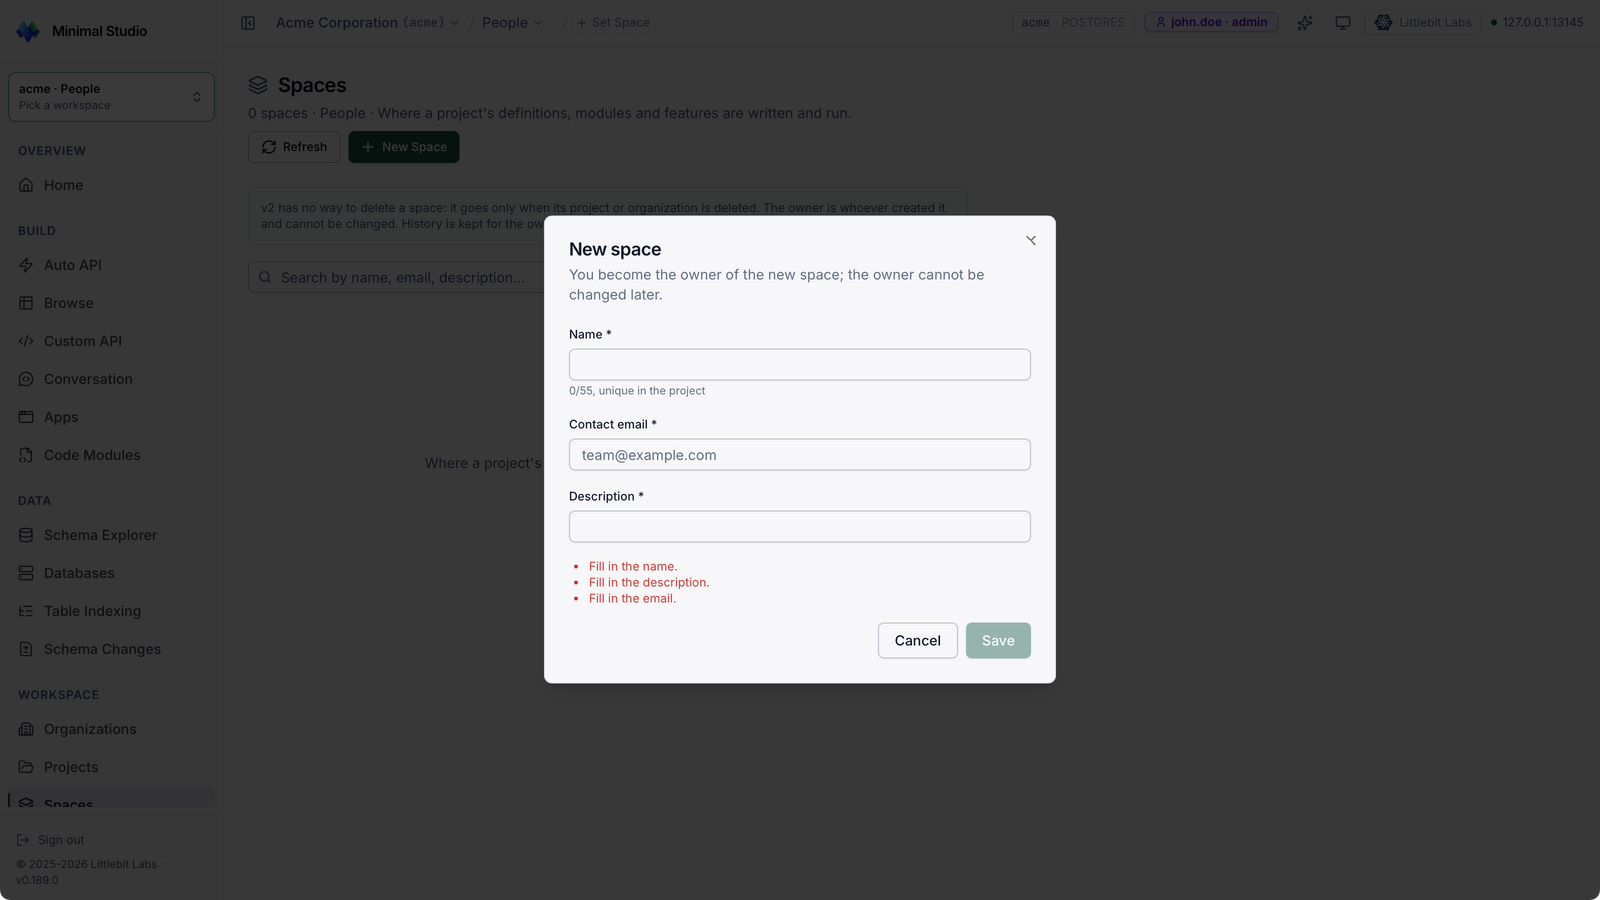 Minimal Studio
Acme Corporation (acme)
/
People
/
+ Set Space
acme · POSTGRES
john.doe · admin
Littlebit Labs
127.0.0.1:13145
acme · People
Pick a workspace
OVERVIEW
Home
BUILD
Auto API
Browse
Custom API
Conversation
Apps
Code Modules
DATA
Schema Explorer
Databases
Table Indexing
Schema Changes
WORKSPACE
Organizations
Projects
Spaces
Sign out
© 2025-2026 Littlebit Labs ·
v0.189.0
Spaces
0 spaces · People · Where a project's definitions, modules and features are written and run.
Refresh
New Space
v2 has no way to delete a space: it goes only when its project or organization is deleted. The owner is whoever created it
and cannot be changed. History is kept for the ow
Search by name, email, description...
Where a project's
New space
You become the owner of the new space; the owner cannot be
changed later.
Name *
0/55, unique in the project
Contact email *
team@example.com
Description *
• Fill in the name.
• Fill in the description.
• Fill in the email.
Cancel
Save